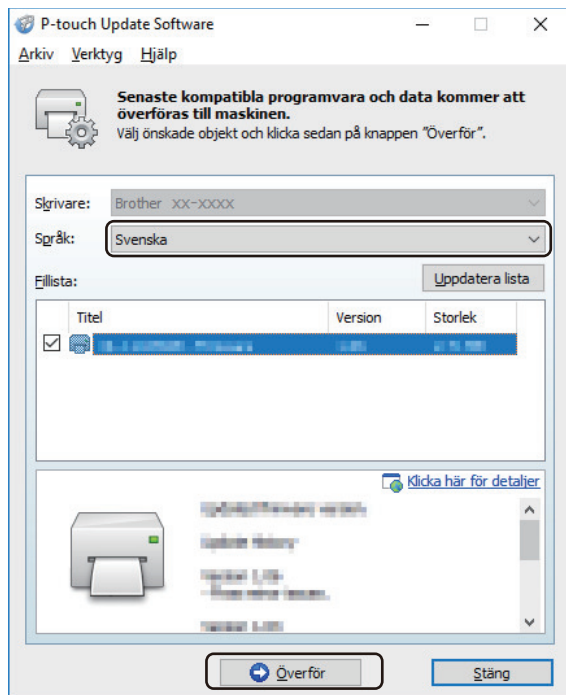 P-touch Update Software
Arkiv Verktyg Hjälp
Senaste kompatibla programvara och data kommer att
överföras till maskinen.
Välj önskade objekt och klicka sedan på knappen "Överför".
Skrivare: Brother XX-XXXX
Språk: Svenska
Fillista: Uppdatera lista
Titel Version Storlek
Klicka här för detaljer
Överför Stäng